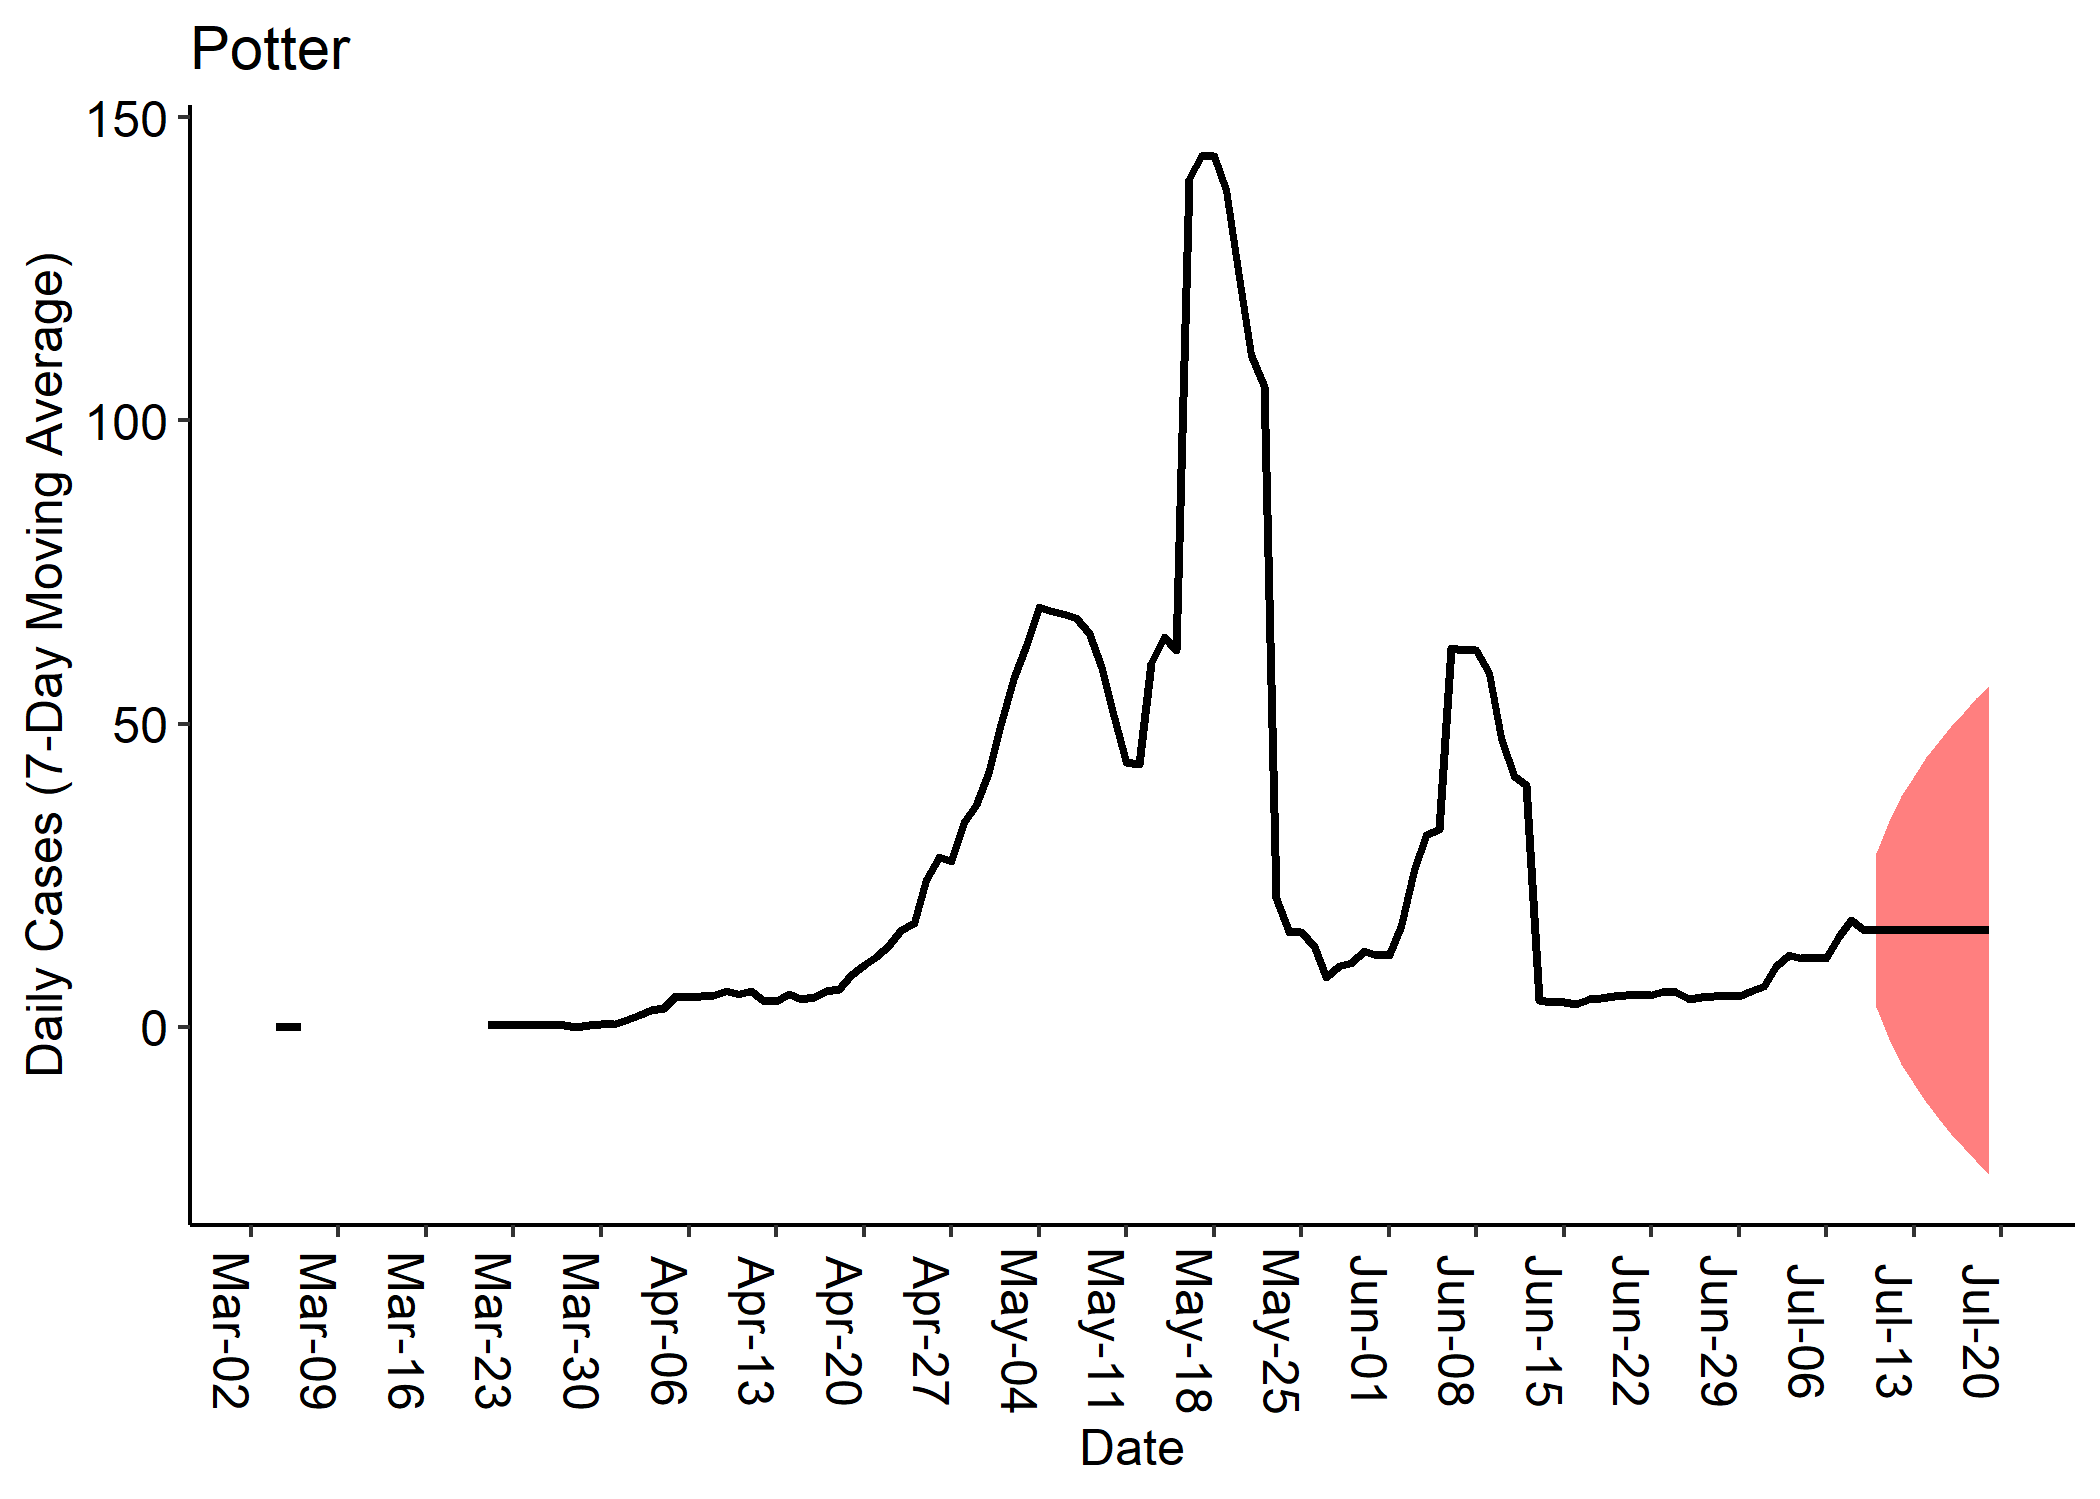 Potter
150
100
50
0
Daily Cases (7-Day Moving Average)
Mar-02
Mar-09
Mar-16
Mar-23
Mar-30
Apr-06
Apr-13
Apr-20
Apr-27
May-04
May-11
May-18
May-25
Jun-01
Jun-08
Jun-15
Jun-22
Jun-29
Jul-06
Jul-13
Jul-20
Date